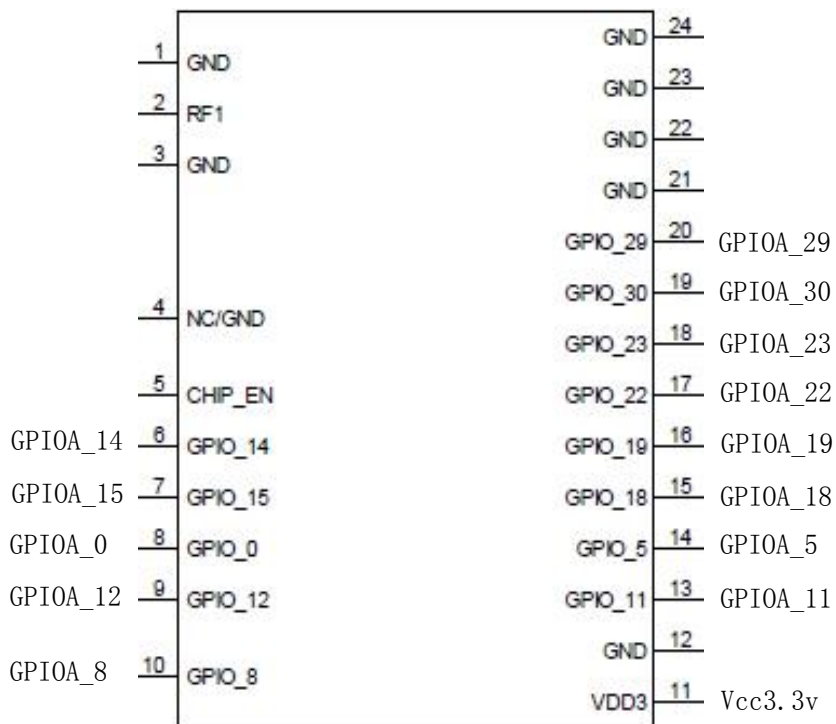 1 GND
2 RF1
3 GND
4 NC/GND
5 CHIP_EN
GPIOA_14 6 GPIO_14
GPIOA_15 7 GPIO_15
GPIOA_0 8 GPIO_0
GPIOA_12 9 GPIO_12
GPIOA_8 10 GPIO_8
GND 24
GND 23
GND 22
GND 21
GPIO_29 20 GPIOA_29
GPIO_30 19 GPIOA_30
GPIO_23 18 GPIOA_23
GPIO_22 17 GPIOA_22
GPIO_19 16 GPIOA_19
GPIO_18 15 GPIOA_18
GPIO_5 14 GPIOA_5
GPIO_11 13 GPIOA_11
GND 12
VDD3 11 Vcc3.3v